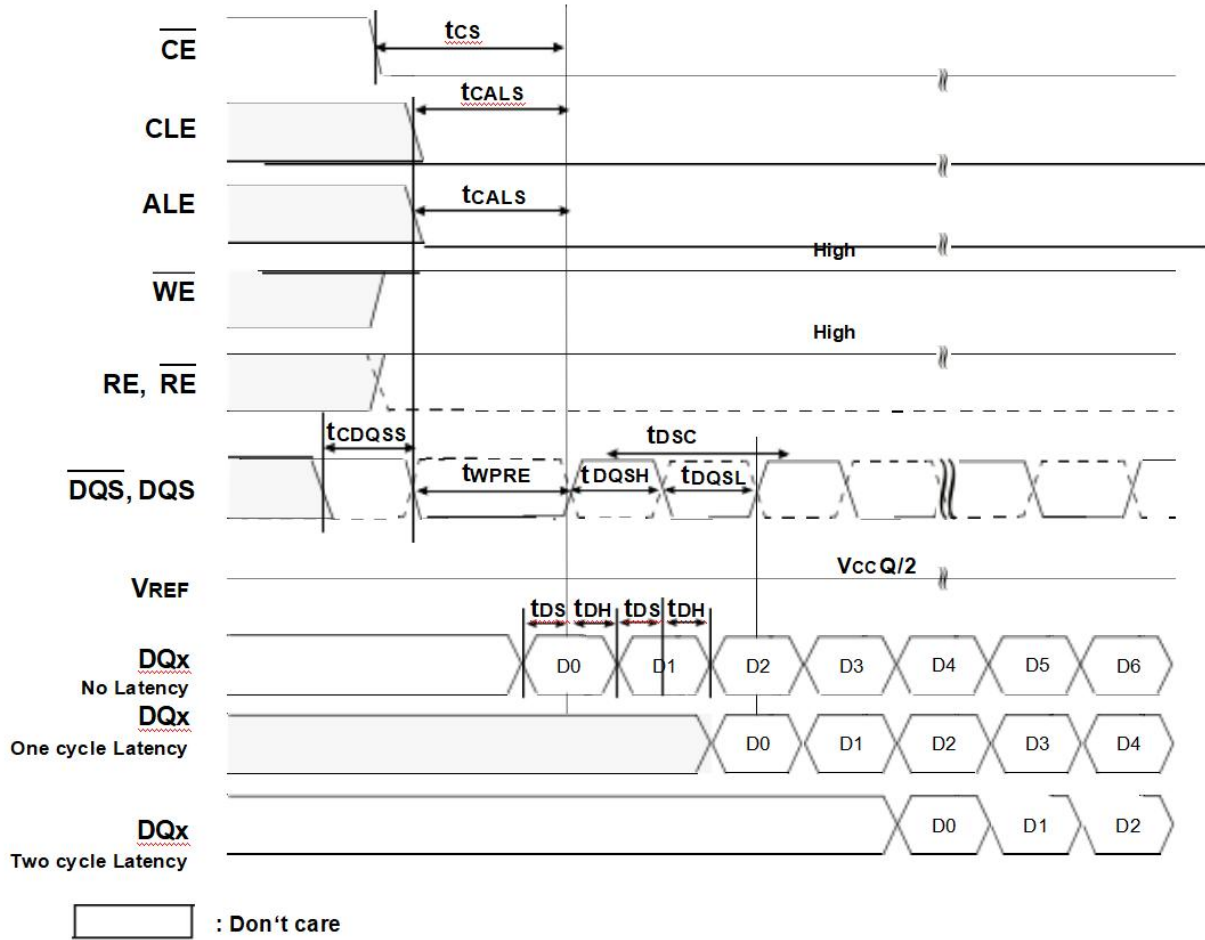 tCS
CE
tCALS
CLE
tCALS
ALE
High
WE
High
RE, RE
tCDQSS
tDSC
tWPRE
tDQSH
tDQSL
DQS, DQS
VccQ/2
VREF
tDS tDH tDS tDH
DQx
No Latency
D0 D1 D2 D3 D4 D5 D6
DQx
One cycle Latency
D0 D1 D2 D3 D4
DQx
Two cycle Latency
D0 D1 D2
: Don't care